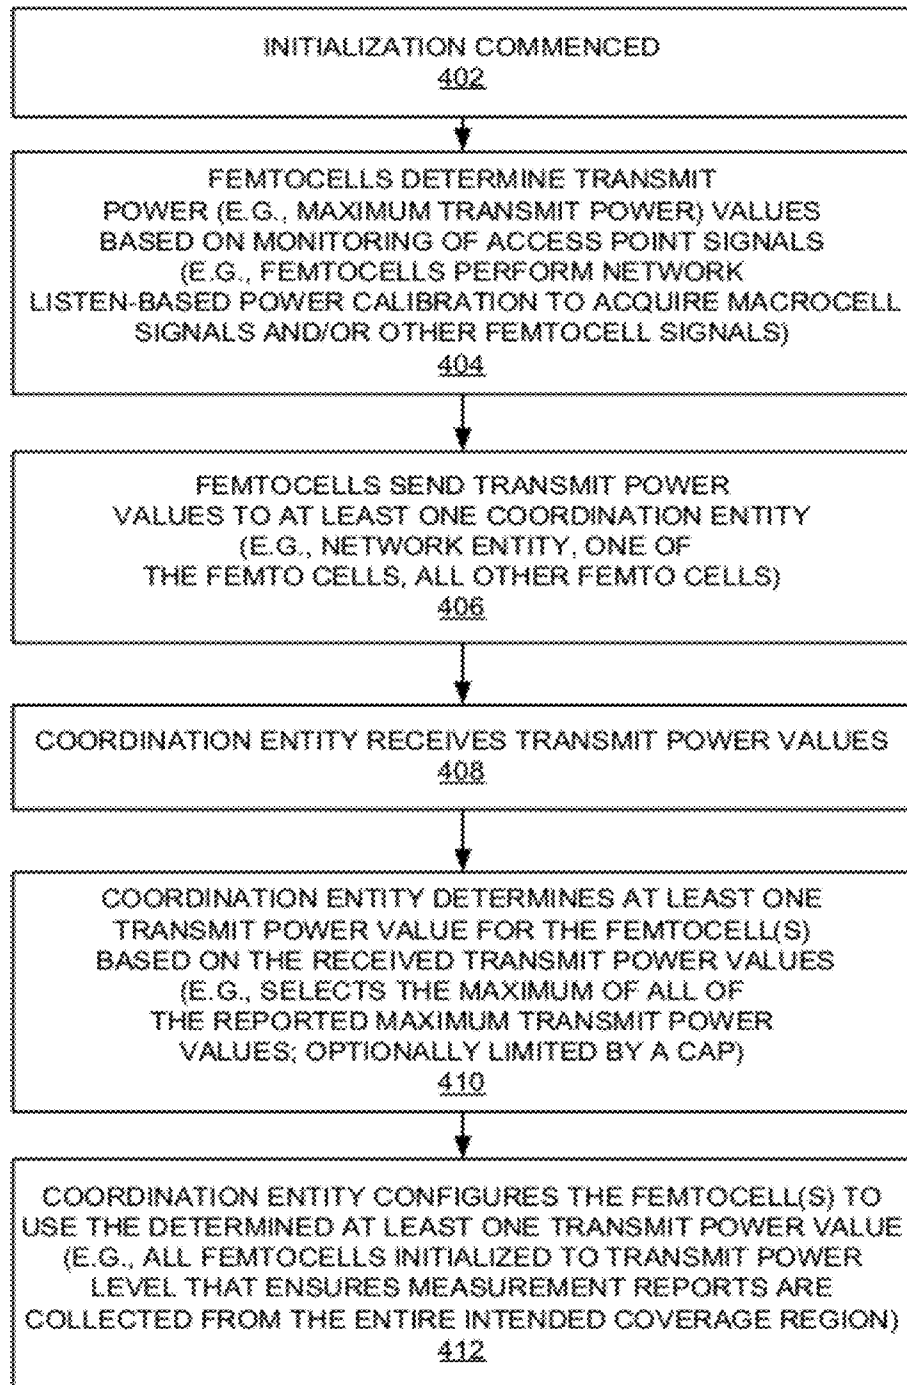 INITIALIZATION COMMENCED
402
FEMTOCELLS DETERMINE TRANSMIT
POWER (E.G., MAXIMUM TRANSMIT POWER) VALUES
BASED ON MONITORING OF ACCESS POINT SIGNALS
(E.G., FEMTOCELLS PERFORM NETWORK
LISTEN-BASED POWER CALIBRATION TO ACQUIRE MACROCELL
SIGNALS AND/OR OTHER FEMTOCELL SIGNALS)
404
FEMTOCELLS SEND TRANSMIT POWER
VALUES TO AT LEAST ONE COORDINATION ENTITY
(E.G., NETWORK ENTITY, ONE OF
THE FEMTO CELLS, ALL OTHER FEMTO CELLS)
406
COORDINATION ENTITY RECEIVES TRANSMIT POWER VALUES
408
COORDINATION ENTITY DETERMINES AT LEAST ONE
TRANSMIT POWER VALUE FOR THE FEMTOCELL(S)
BASED ON THE RECEIVED TRANSMIT POWER VALUES
(E.G., SELECTS THE MAXIMUM OF ALL OF
THE REPORTED MAXIMUM TRANSMIT POWER
VALUES; OPTIONALLY LIMITED BY A CAP)
410
COORDINATION ENTITY CONFIGURES THE FEMTOCELL(S) TO
USE THE DETERMINED AT LEAST ONE TRANSMIT POWER VALUE
(E.G., ALL FEMTOCELLS INITIALIZED TO TRANSMIT POWER
LEVEL THAT ENSURES MEASUREMENT REPORTS ARE
COLLECTED FROM THE ENTIRE INTENDED COVERAGE REGION)
412